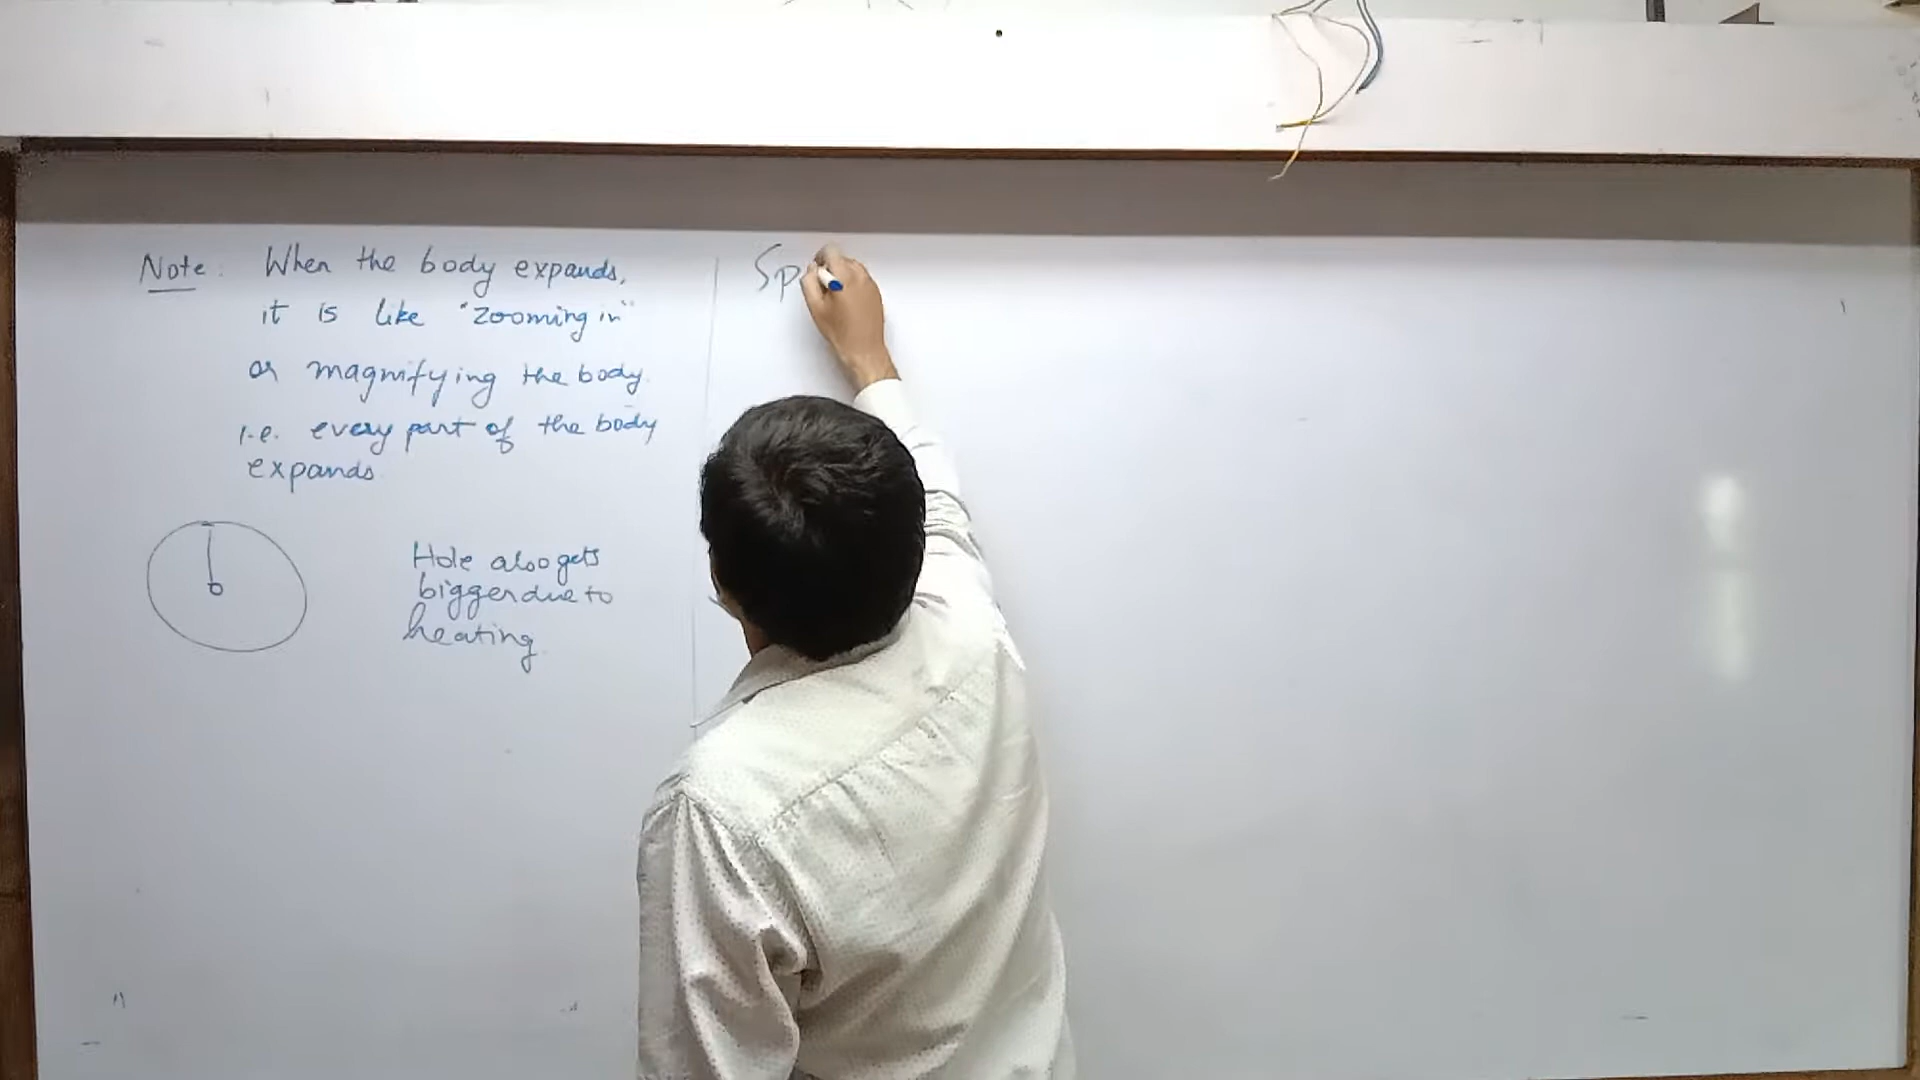 Note. When the body expands,
it is like "zooming in"
or magnifying the body.
i.e. every part of the body
expands.
Hole also gets
bigger due to
heating.
Sp